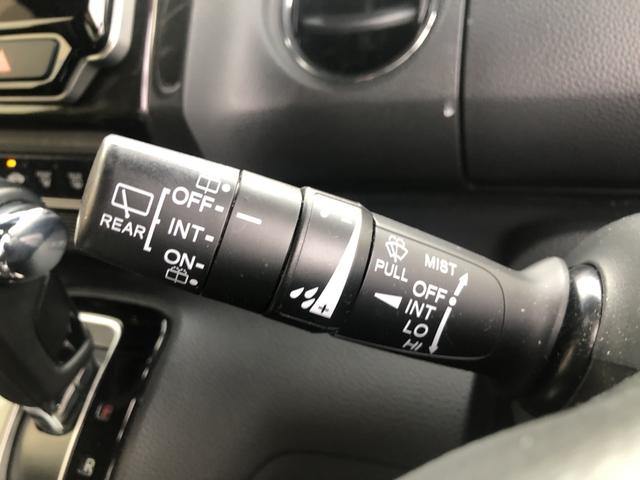 REAR
OFF
INT
ON
PULL
MIST
OFF
INT
LO
HI
R